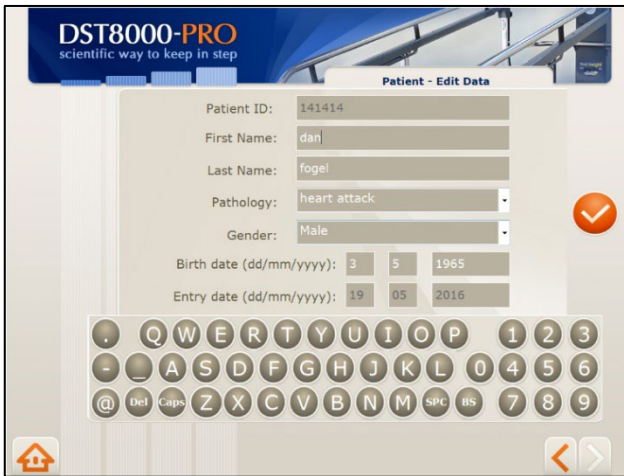 DST8000-PRO
scientific way to keep in step
Patient - Edit Data
Patient ID: 141414
First Name: dan
Last Name: fogel
Pathology: heart attack
Gender: Male
Birth date (dd/mm/yyyy): 3 5 1965
Entry date (dd/mm/yyyy): 19 05 2016
. Q W E R T Y U I O P 1 2 3
- _ A S D F G H J K L 0 4 5 6
@ Del Caps Z X C V B N M SPC BS 7 8 9